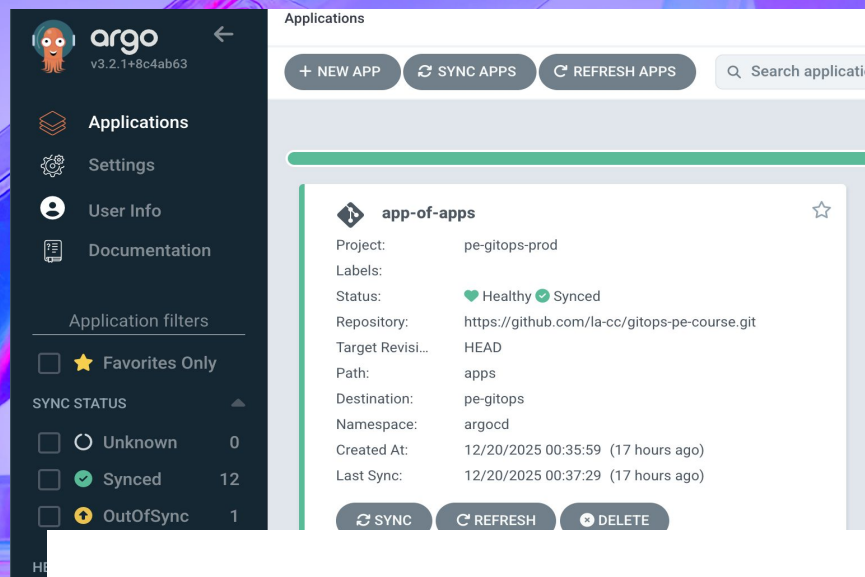 argo
v3.2.1+8c4ab63
Applications
Settings
User Info
Documentation
Application filters
Favorites Only
SYNC STATUS
Unknown 0
Synced 12
OutOfSync 1
Applications
+ NEW APP SYNC APPS REFRESH APPS Search
app-of-apps
Project: pe-gitops-prod
Labels:
Status: Healthy Synced
Repository: https://github.com/la-cc/gitops-pe-course.git
Target Revisi... HEAD
Path: apps
Destination: pe-gitops
Namespace: argocd
Created At: 12/20/2025 00:35:59 (17 hours ago)
Last Sync: 12/20/2025 00:37:29 (17 hours ago)
SYNC REFRESH DELETE